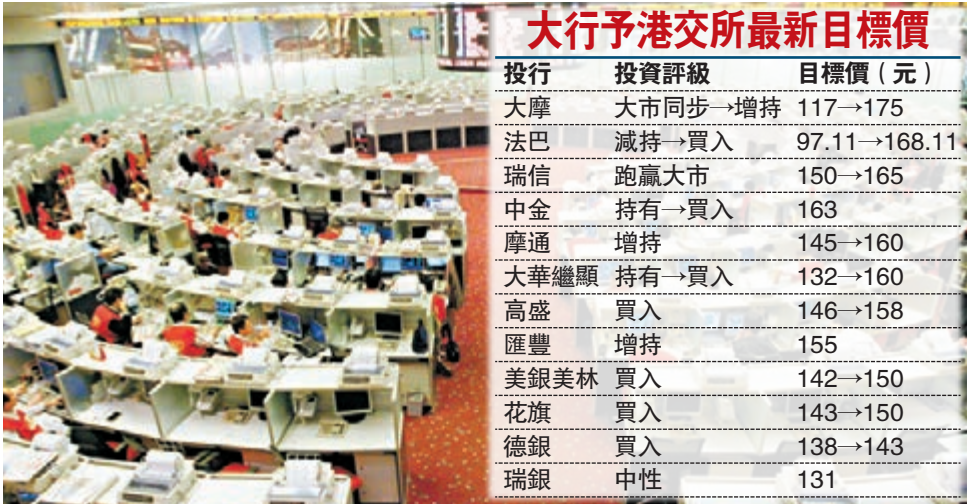 大行予港交所最新目標價
投行 投資評級 目標價（元）
大摩 大市同步→增持 117→175
法巴 減持→買入 97.11→168.11
瑞信 跑贏大市 150→165
中金 持有→買入 163
摩通 增持 145→160
大華繼顯 持有→買入 132→160
高盛 買入 146→158
匯豐 增持 155
美銀美林 買入 142→150
花旗 買入 143→150
德銀 買入 138→143
瑞銀 中性 131